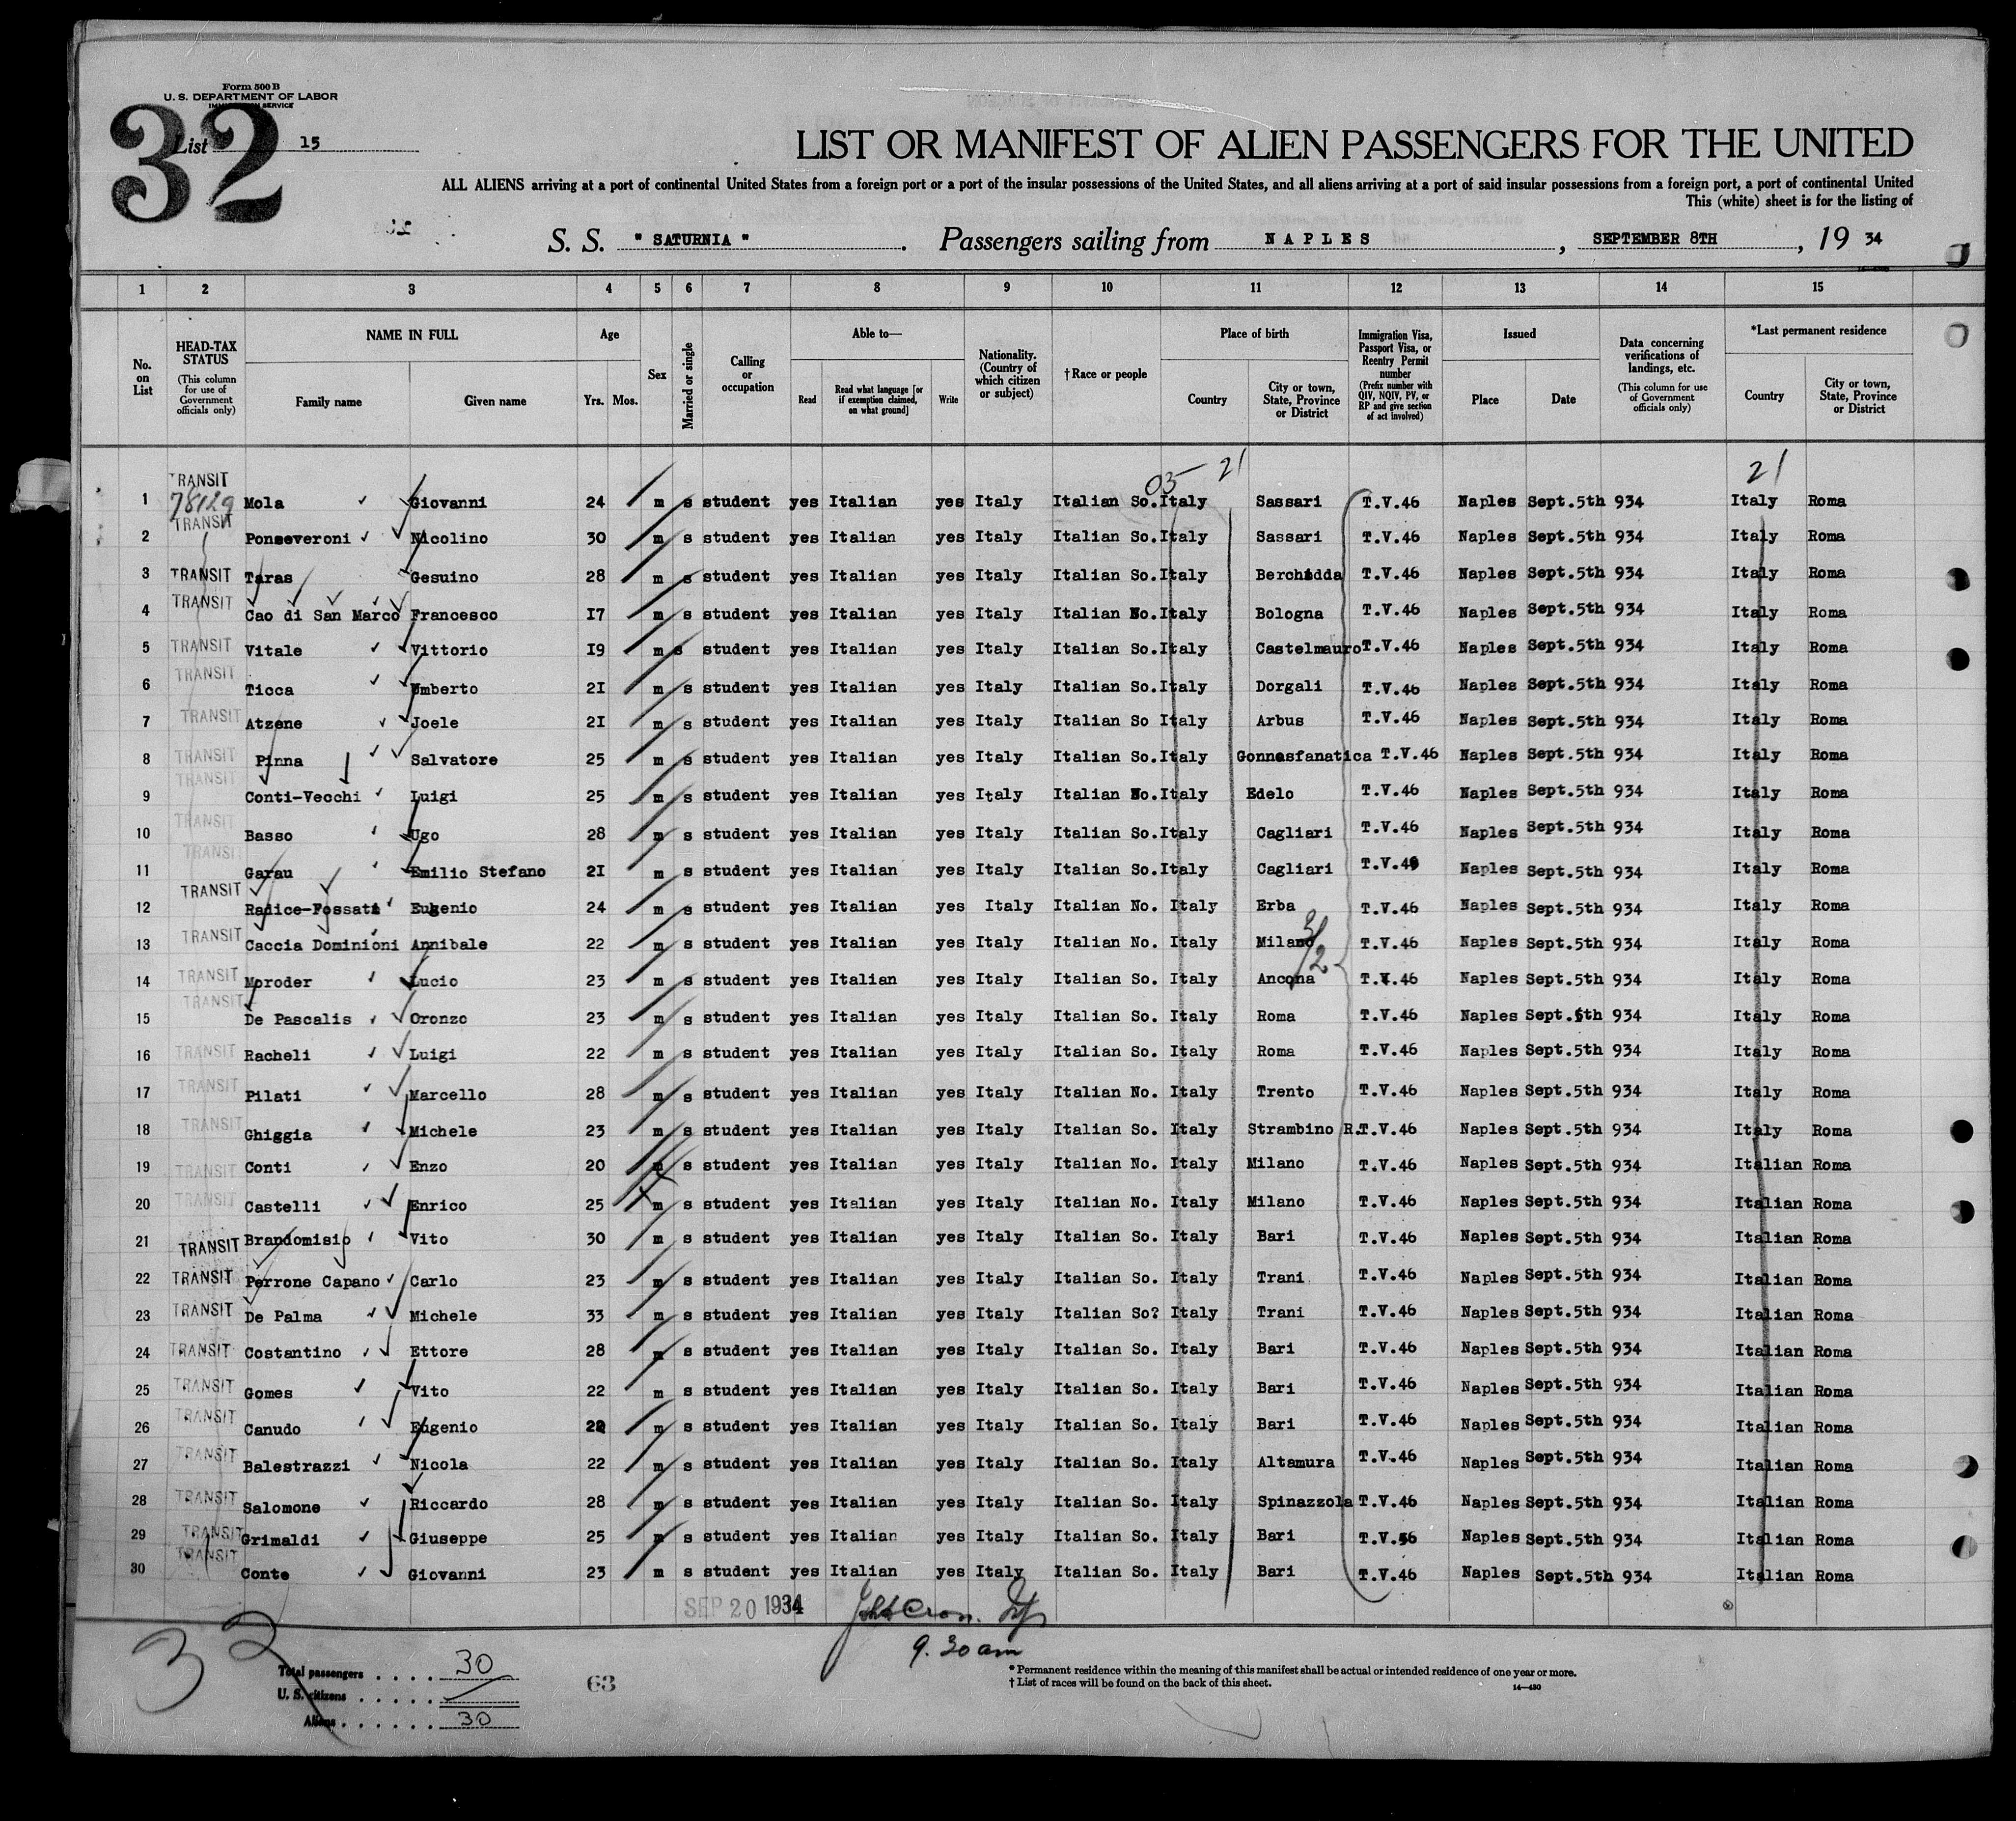 Form 500 B
U. S. DEPARTMENT OF LABOR
32
List 15
LIST OR MANIFEST OF ALIEN PASSENGERS FOR THE UNITED
ALL ALIENS arriving at a port of continental United States from a foreign port or a port of the insular possessions of the United States, and all aliens arriving at a port of said insular possessions from a foreign port, a port of continental United
This (white) sheet is for the listing of
S. S. " SATURNIA " . Passengers sailing from NAPLES , SEPTEMBER 8TH , 19 34
1 2 3 4 5 6 7 8 9 10 11 12 13 14 15
No. on List
HEAD-TAX STATUS (This column for use of Government officials only)
NAME IN FULL
Family name Given name
Age
Yrs. Mos.
Sex
Married or single
Calling or occupation
Able to—
Read
Read what language [or if exemption claimed, on what ground]
Write
Nationality. (Country of which citizen or subject)
†Race or people
Place of birth
Country
City or town, State, Province or District
Immigration Visa, Passport Visa, or Reentry Permit number (Prefix number with QIV, NQIV, PV, or RP and give section of act involved)
Issued
Place Date
Data concerning verifications of landings, etc. (This column for use of Government officials only)
*Last permanent residence
Country
City or town, State, Province or District
03 21 21
1 TRANSIT 78129 Mola Giovanni 24 m s student yes Italian yes Italy Italian So. Italy Sassari T.V.46 Naples Sept.5th 934 Italy Roma
2 TRANSIT Ponseveroni Nicolino 30 m s student yes Italian yes Italy Italian So. Italy Sassari T.V.46 Naples Sept.5th 934 Italy Roma
3 TRANSIT Taras Gesuino 28 m s student yes Italian yes Italy Italian So. Italy Berchidda T.V.46 Naples Sept.5th 934 Italy Roma
4 TRANSIT Cao di San Marco Francesco I7 m s student yes Italian yes Italy Italian No. Italy Bologna T.V.46 Naples Sept.5th 934 Italy Roma
5 TRANSIT Vitale Vittorio I9 m s student yes Italian yes Italy Italian So. Italy Castelmauro T.V.46 Naples Sept.5th 934 Italy Roma
6 TRANSIT Ticca Umberto 2I m s student yes Italian yes Italy Italian So. Italy Dorgali T.V.46 Naples Sept.5th 934 Italy Roma
7 TRANSIT Atzene Joele 2I m s student yes Italian yes Italy Italian So Italy Arbus T.V.46 Naples Sept.5th 934 Italy Roma
8 TRANSIT Pinna Salvatore 25 m s student yes Italian yes Italy Italian So. Italy Gonnasfanatica T.V.46 Naples Sept.5th 934 Italy Roma
9 TRANSIT Conti-Vecchi Luigi 25 m s student yes Italian yes Italy Italian No. Italy Edelo T.V.46 Naples Sept.5th 934 Italy Roma
10 TRANSIT Basso Ugo 28 m s student yes Italian yes Italy Italian So. Italy Cagliari T.V.46 Naples Sept.5th 934 Italy Roma
11 TRANSIT Garau Emilio Stefano 2I m s student yes Italian yes Italy Italian So. Italy Cagliari T.V.46 Naples Sept.5th 934 Italy Roma
12 TRANSIT Radice-Fossati Eugenio 24 m s student yes Italian yes Italy Italian No. Italy Erba T.V.46 Naples Sept.5th 934 Italy Roma
13 TRANSIT Caccia Dominioni Annibale 22 m s student yes Italian yes Italy Italian No. Italy Milano T.V.46 Naples Sept.5th 934 Italy Roma
14 TRANSIT Moroder Lucio 23 m s student yes Italian yes Italy Italian So. Italy Ancona T.V.46 Naples Sept.5th 934 Italy Roma
15 TRANSIT De Pascalis Oronzo 23 m s student yes Italian yes Italy Italian So. Italy Roma T.V.46 Naples Sept.5th 934 Italy Roma
16 TRANSIT Racheli Luigi 22 m s student yes Italian yes Italy Italian So. Italy Roma T.V.46 Naples Sept.5th 934 Italy Roma
17 TRANSIT Pilati Marcello 28 m s student yes Italian yes Italy Italian No. Italy Trento T.V.46 Naples Sept.5th 934 Italy Roma
18 TRANSIT Ghiggia Michele 23 m s student yes Italian yes Italy Italian So. Italy Strambino R. T.V.46 Naples Sept.5th 934 Italy Roma
19 TRANSIT Conti Enzo 20 m s student yes Italian yes Italy Italian No. Italy Milano T.V.46 Naples Sept.5th 934 Italian Roma
20 TRANSIT Castelli Enrico 25 m s student yes Italian yes Italy Italian No. Italy Milano T.V.46 Naples Sept.5th 934 Italian Roma
21 TRANSIT Brandomisio Vito 30 m s student yes Italian yes Italy Italian So. Italy Bari T.V.46 Naples Sept.5th 934 Italian Roma
22 TRANSIT Perrone Capano Carlo 23 m s student yes Italian yes Italy Italian So. Italy Trani T.V.46 Naples Sept.5th 934 Italian Roma
23 TRANSIT De Palma Michele 33 m s student yes Italian yes Italy Italian So? Italy Trani T.V.46 Naples Sept.5th 934 Italian Roma
24 TRANSIT Costantino Ettore 28 m s student yes Italian yes Italy Italian So. Italy Bari T.V.46 Naples Sept.5th 934 Italian Roma
25 TRANSIT Gomes Vito 22 m s student yes Italian yes Italy Italian So. Italy Bari T.V.46 Naples Sept.5th 934 Italian Roma
26 TRANSIT Canudo Eugenio 22 m s student yes Italian yes Italy Italian So. Italy Bari T.V.46 Naples Sept.5th 934 Italian Roma
27 TRANSIT Balestrazzi Nicola 22 m s student yes Italian yes Italy Italian So. Italy Altamura T.V.46 Naples Sept.5th 934 Italian Roma
28 TRANSIT Salomone Riccardo 28 m s student yes Italian yes Italy Italian So. Italy Spinazzola T.V.46 Naples Sept.5th 934 Italian Roma
29 TRANSIT Grimaldi Giuseppe 25 m s student yes Italian yes Italy Italian So. Italy Bari T.V.46 Naples Sept.5th 934 Italian Roma
30 TRANSIT Conte Giovanni 23 m s student yes Italian yes Italy Italian So. Italy Bari T.V.46 Naples Sept.5th 934 Italian Roma
SEP 20 1934
9.30 am
32
Total passengers . . . . 30
U. S. citizens . . . . .
Aliens . . . . . . 30
63
* Permanent residence within the meaning of this manifest shall be actual or intended residence of one year or more.
† List of races will be found on the back of this sheet.
14—430